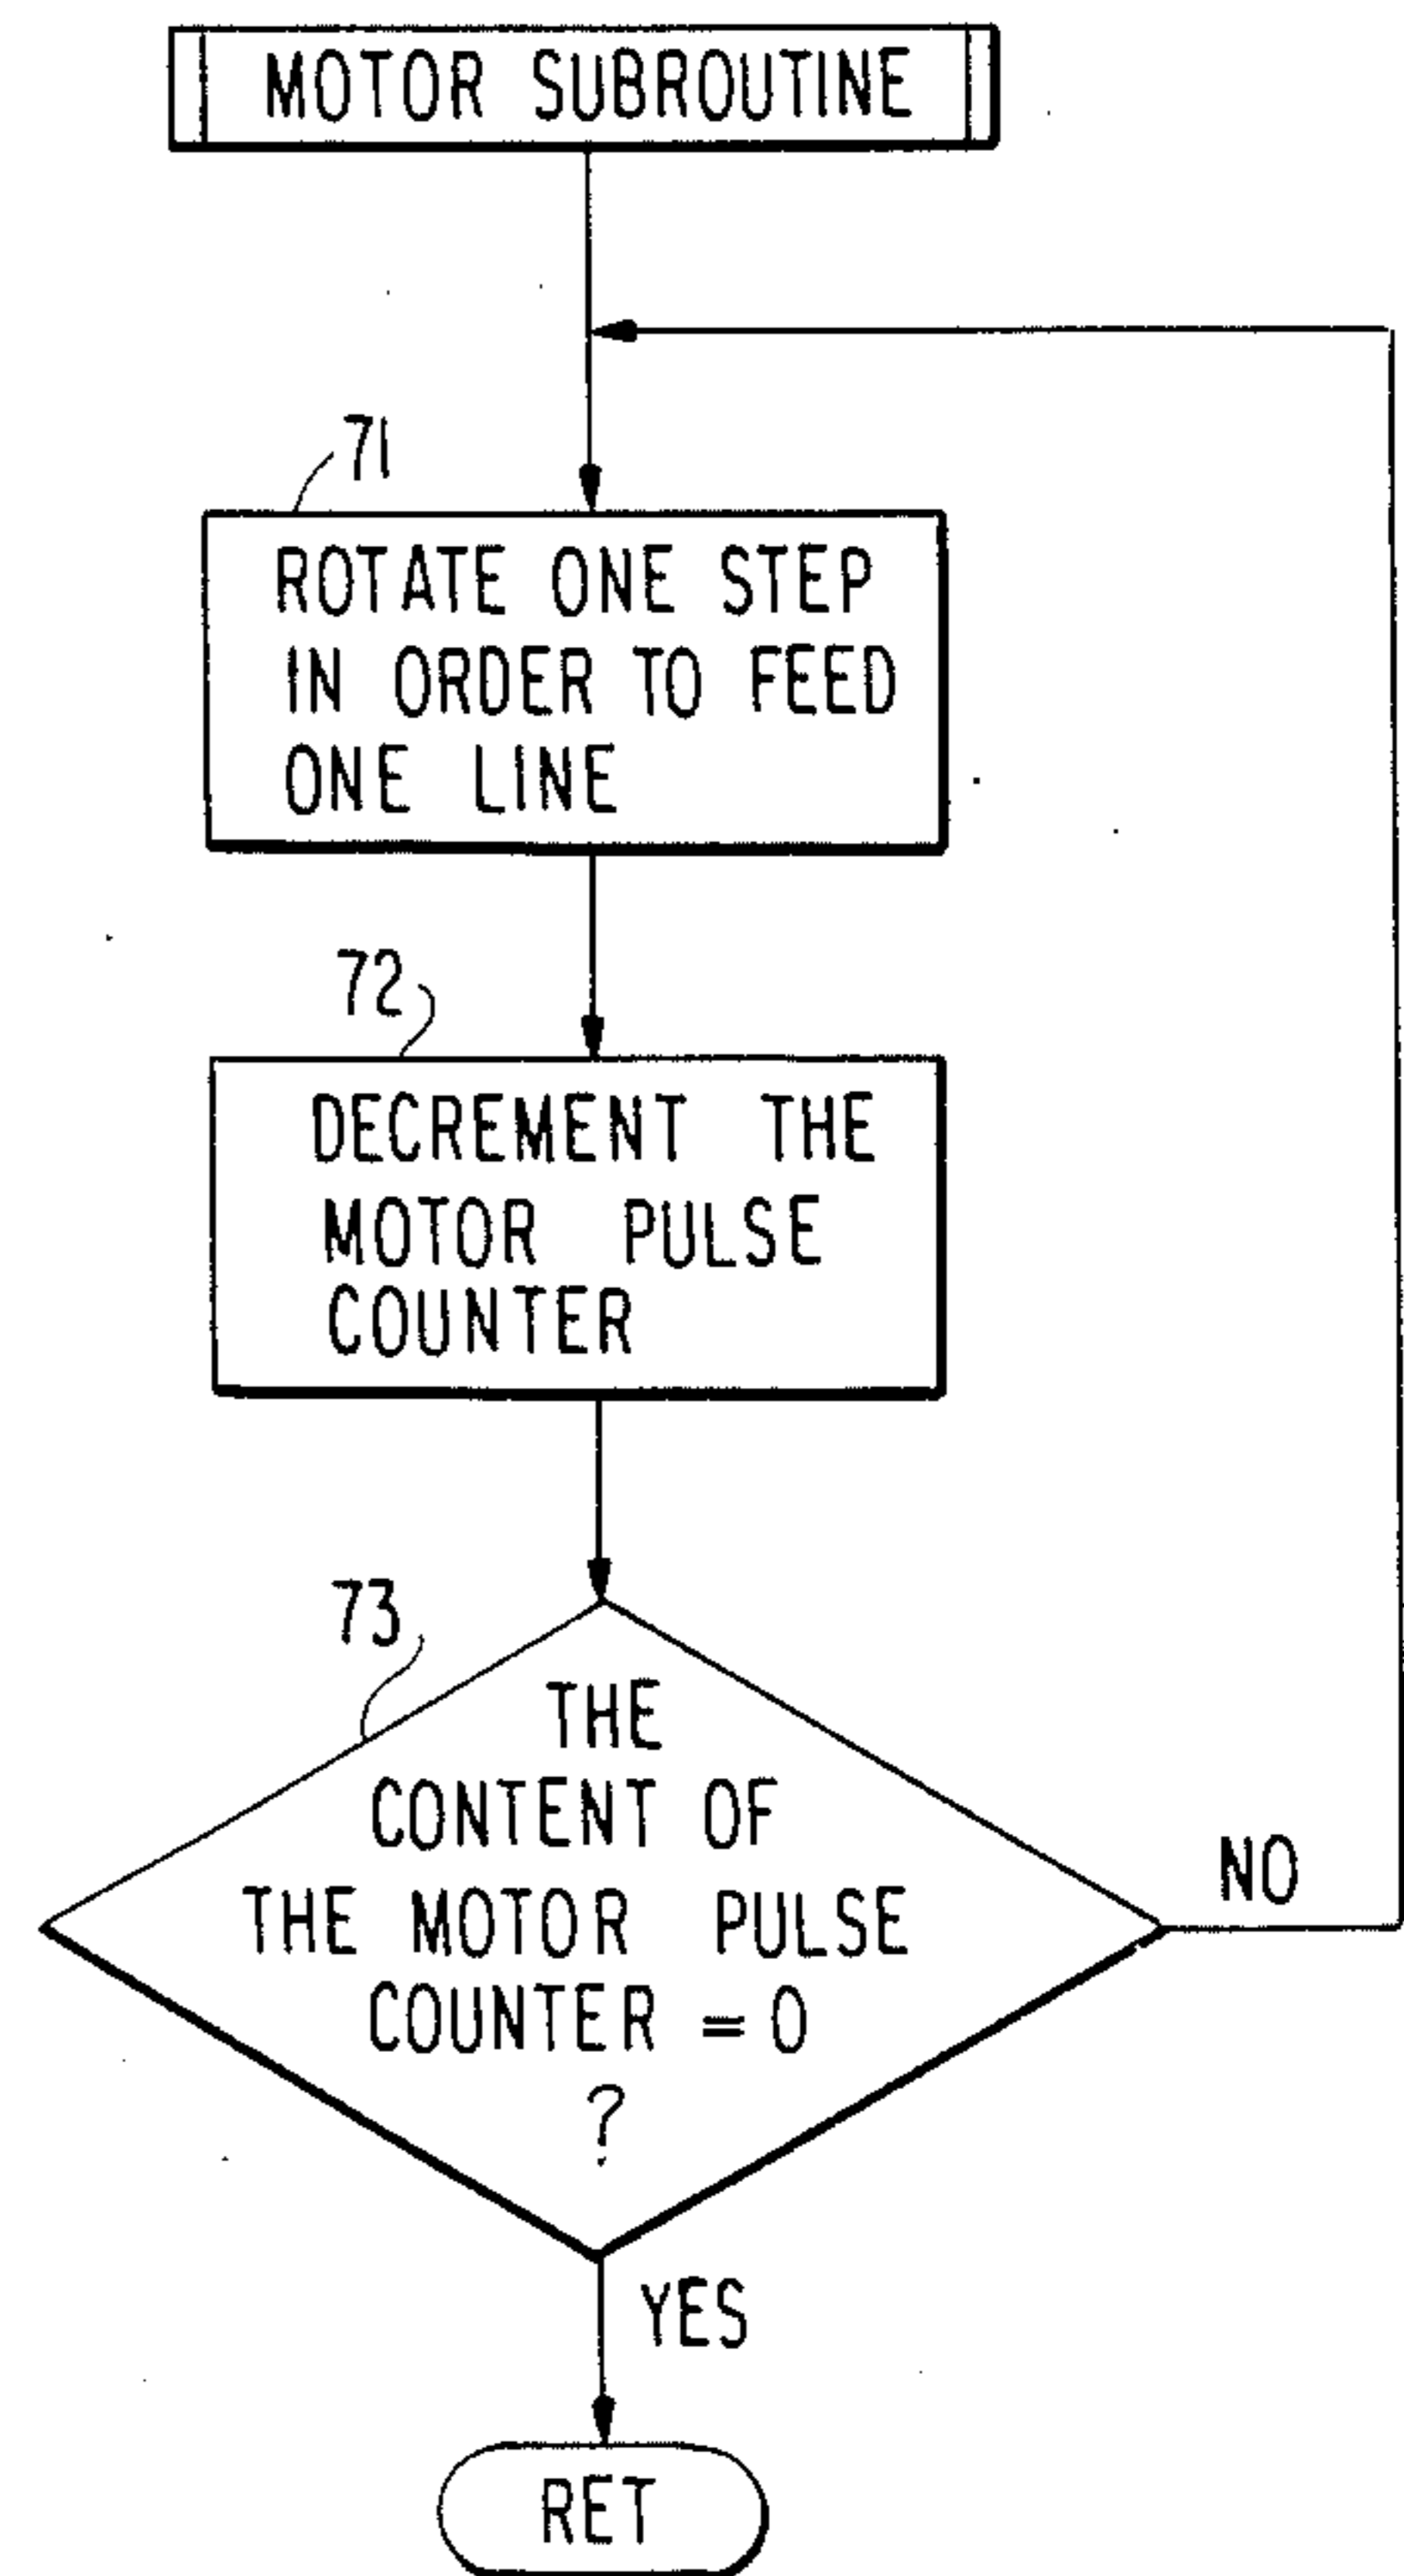 MOTOR SUBROUTINE
71
ROTATE ONE STEP
IN ORDER TO FEED
ONE LINE
72
DECREMENT THE
MOTOR PULSE
COUNTER
73
THE
CONTENT OF
THE MOTOR PULSE
COUNTER = 0
?
NO
YES
RET